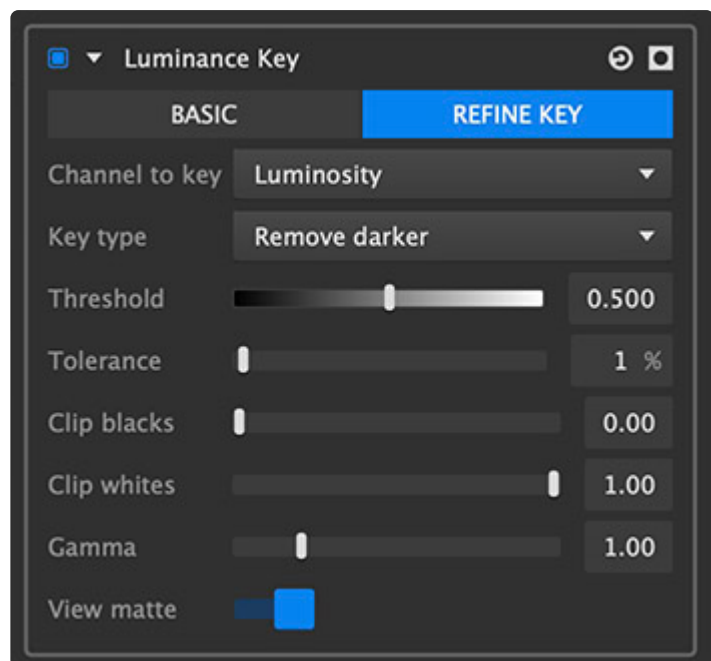 Luminance Key
BASIC REFINE KEY
Channel to key Luminosity
Key type Remove darker
Threshold 0.500
Tolerance 1 %
Clip blacks 0.00
Clip whites 1.00
Gamma 1.00
View matte